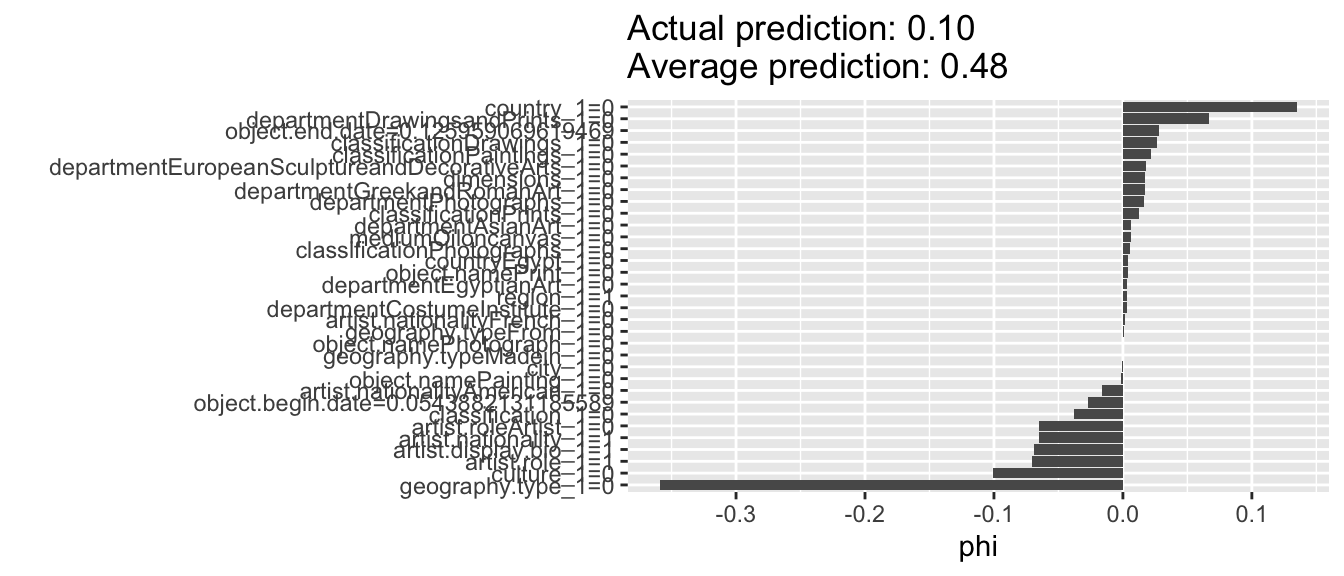 Actual prediction: 0.10
Average prediction: 0.48
country_1=0
departmentDrawingsandPrints_1=0
object.end.date=0.125959069619469
classificationDrawings_1=0
classificationPaintings_1=0
departmentEuropeanSculptureandDecorativeArts_1=0
dimensions_1=0
departmentGreekandRomanArt_1=0
departmentPhotographs_1=0
classificationPrints_1=0
departmentAsianArt_1=0
mediumOiloncanvas_1=0
classificationPhotographs_1=0
countryEgypt_1=0
object.namePrint_1=0
departmentEgyptianArt_1=0
region_1=1
departmentCostumeInstitute_1=0
artist.nationalityFrench_1=0
geography.typeFrom_1=0
object.namePhotograph_1=0
geography.typeMadein_1=0
city_1=0
object.namePainting_1=0
artist.nationalityAmerican_1=0
object.begin.date=0.0543882131185589
classification_1=0
artist.roleArtist_1=0
artist.nationality_1=1
artist.display.bio_1=1
artist.role_1=1
culture_1=0
geography.type_1=0
-0.3 -0.2 -0.1 0.0 0.1
phi